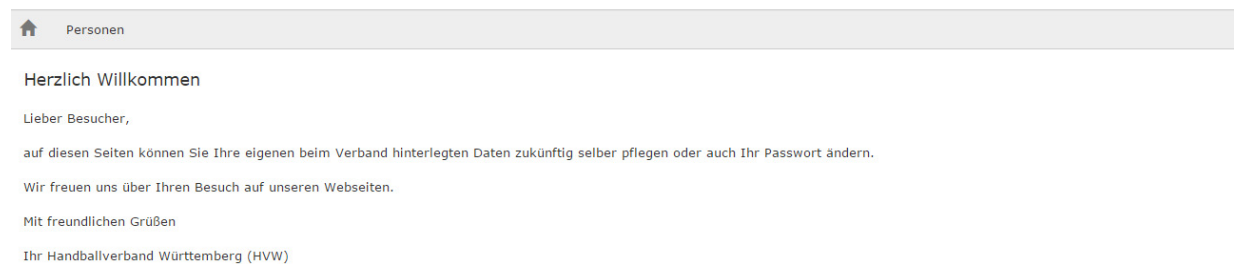 Personen
Herzlich Willkommen
Lieber Besucher,
auf diesen Seiten können Sie Ihre eigenen beim Verband hinterlegten Daten zukünftig selber pflegen oder auch Ihr Passwort ändern.
Wir freuen uns über Ihren Besuch auf unseren Webseiten.
Mit freundlichen Grüßen
Ihr Handballverband Württemberg (HVW)